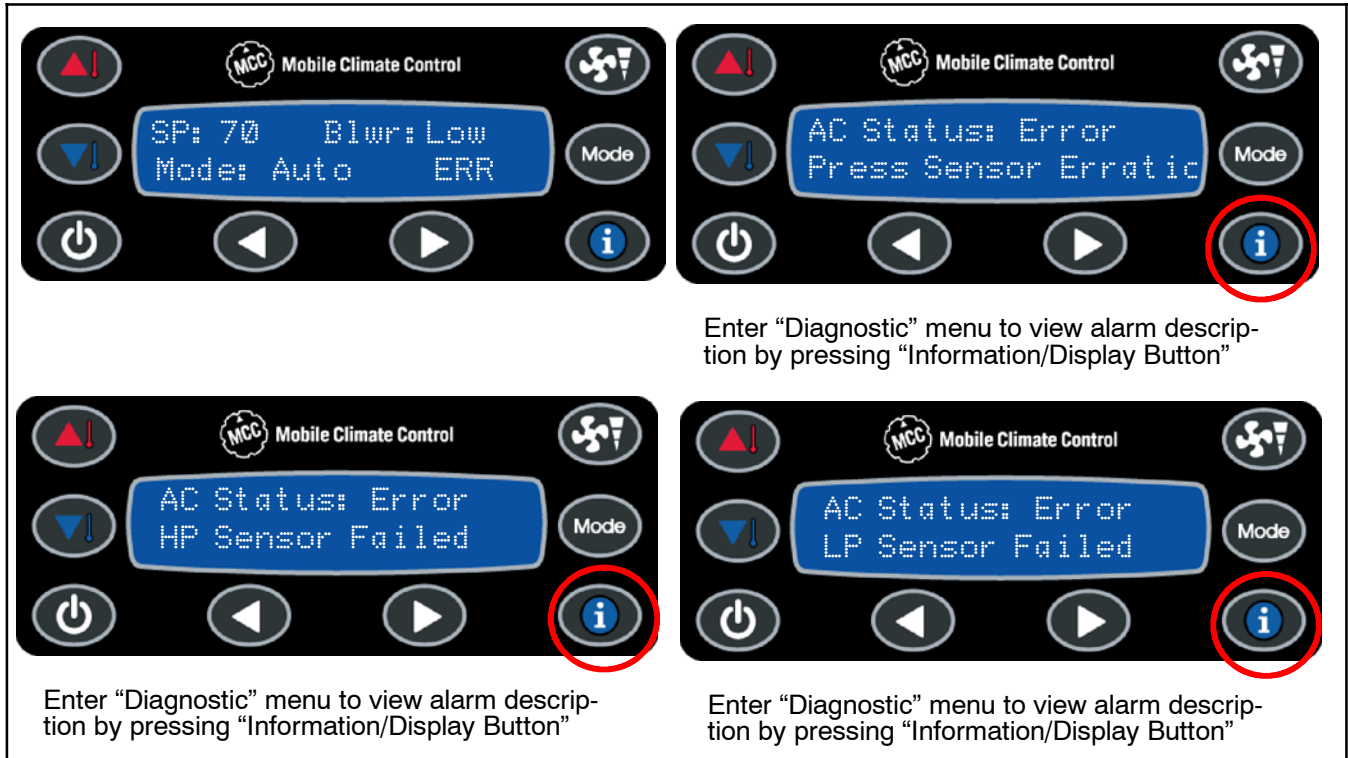 MCC Mobile Climate Control
SP: 70 Blwr: Low
Mode: Auto ERR
Mode
i
MCC Mobile Climate Control
AC Status: Error
Press Sensor Erratic
Mode
i
Enter “Diagnostic” menu to view alarm descrip-
tion by pressing “Information/Display Button”
MCC Mobile Climate Control
AC Status: Error
HP Sensor Failed
Mode
i
Enter “Diagnostic” menu to view alarm descrip-
tion by pressing “Information/Display Button”
MCC Mobile Climate Control
AC Status: Error
LP Sensor Failed
Mode
i
Enter “Diagnostic” menu to view alarm descrip-
tion by pressing “Information/Display Button”